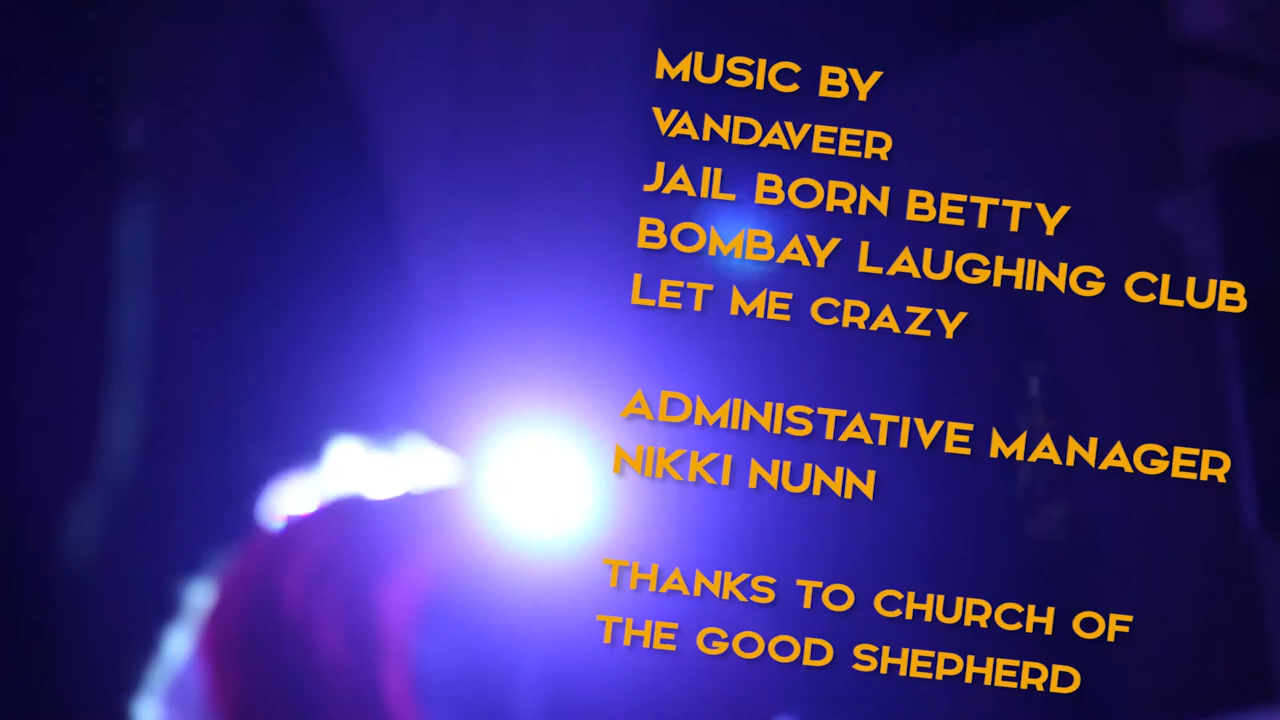 MUSIC BY
VANDAVEER
JAIL BORN BETTY
BOMBAY LAUGHING CLUB
LET ME CRAZY
ADMINISTATIVE MANAGER
NIKKI NUNN
THANKS TO CHURCH OF
THE GOOD SHEPHERD